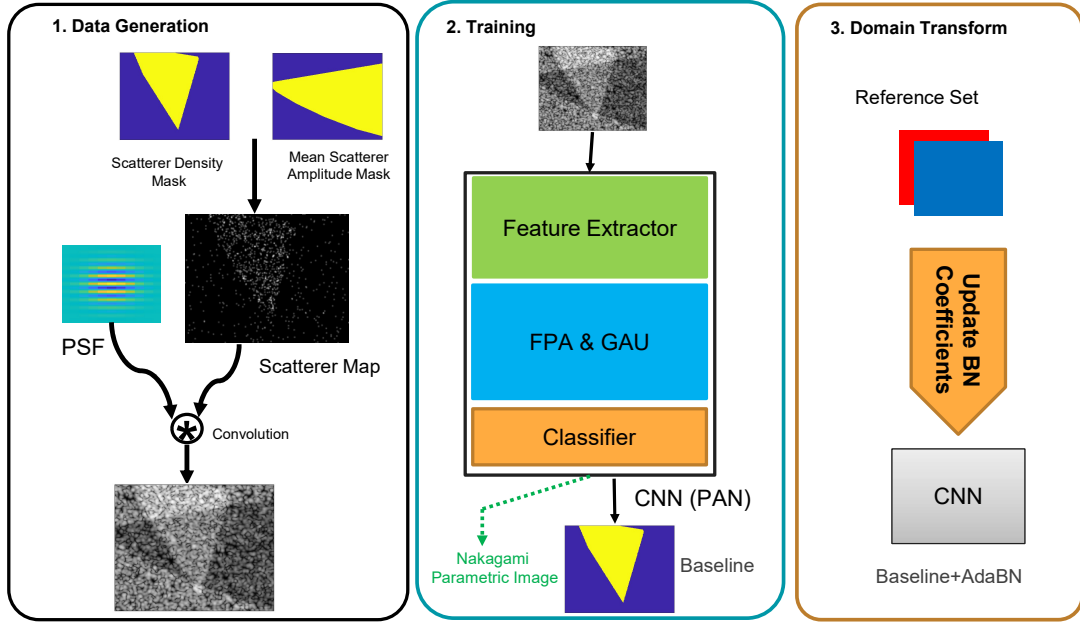 1. Data Generation
Scatterer Density
Mask
Mean Scatterer
Amplitude Mask
PSF
Scatterer Map
*
Convolution
2. Training
Feature Extractor
FPA & GAU
Classifier
CNN (PAN)
Nakagami
Parametric Image
Baseline
3. Domain Transform
Reference Set
Update BN
Coefficients
CNN
Baseline+AdaBN